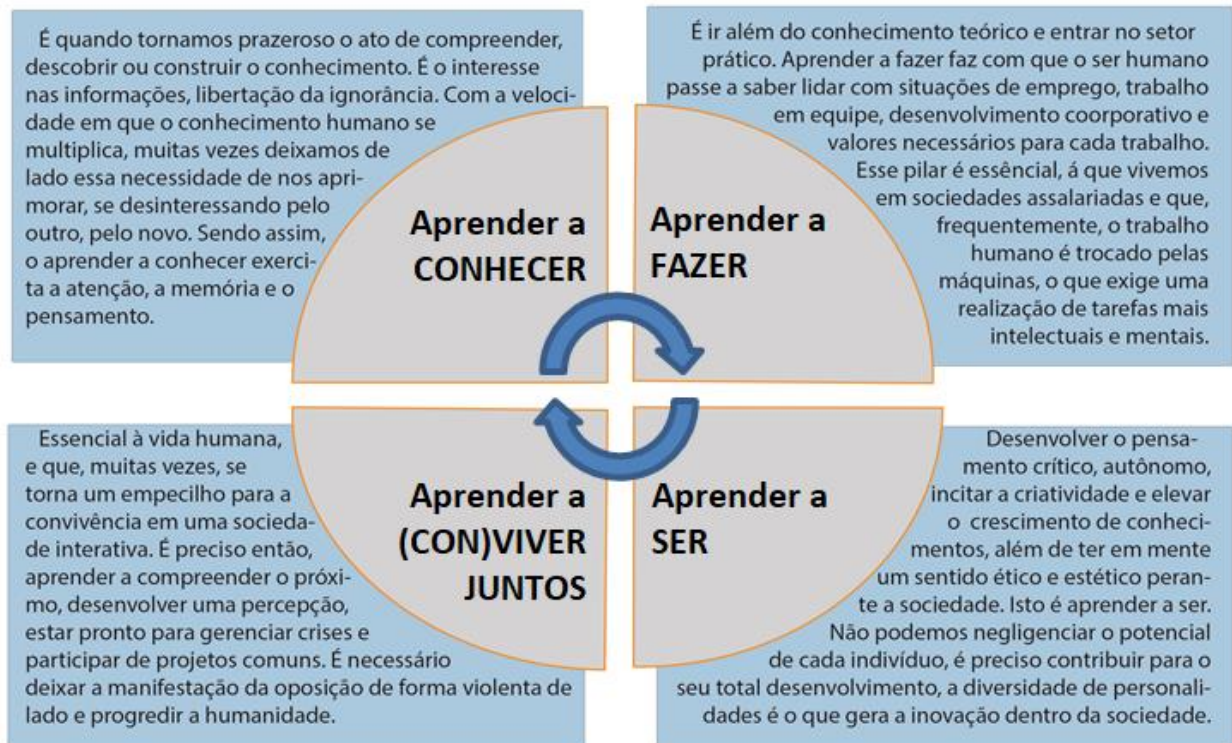 É quando tornamos prazeroso o ato de compreender,
descobrir ou construir o conhecimento. É o interesse
nas informações, libertação da ignorância. Com a veloci-
dade em que o conhecimento humano se
multiplica, muitas vezes deixamos de
lado essa necessidade de nos apri-
morar, se desinteressando pelo
outro, pelo novo. Sendo assim,
o aprender a conhecer exerci-
ta a atenção, a memória e o
pensamento.
Aprender a
CONHECER
É ir além do conhecimento teórico e entrar no setor
prático. Aprender a fazer faz com que o ser humano
passe a saber lidar com situações de emprego, trabalho
em equipe, desenvolvimento coorporativo e
valores necessários para cada trabalho.
Esse pilar é essêncial, á que vivemos
em sociedades assalariadas e que,
frequentemente, o trabalho
humano é trocado pelas
máquinas, o que exige uma
realização de tarefas mais
intelectuais e mentais.
Aprender a
FAZER
Essencial à vida humana,
e que, muitas vezes, se
torna um empecilho para a
convivência em uma socieda-
de interativa. É preciso então,
aprender a compreender o próxi-
mo, desenvolver uma percepção,
estar pronto para gerenciar crises e
participar de projetos comuns. É necessário
deixar a manifestação da oposição de forma violenta de
lado e progredir a humanidade.
Aprender a
(CON)VIVER
JUNTOS
Desenvolver o pensa-
mento crítico, autônomo,
incitar a criatividade e elevar
o crescimento de conheci-
mentos, além de ter em mente
um sentido ético e estético peran-
te a sociedade. Isto é aprender a ser.
Não podemos negligenciar o potencial
de cada indivíduo, é preciso contribuir para o
seu total desenvolvimento, a diversidade de personali-
dades é o que gera a inovação dentro da sociedade.
Aprender a
SER